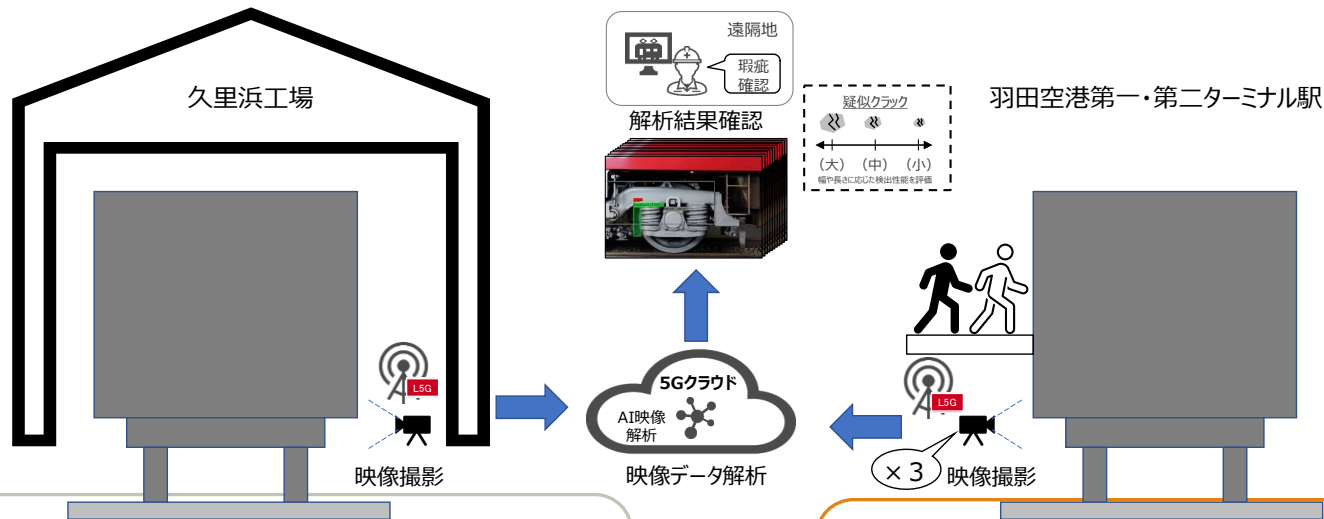 遠隔地
瑕疵
確認
解析結果確認
久里浜工場
疑似クラック
(大) (中) (小)
幅や長さに応じた検出性能を評価
羽田空港第一・第二ターミナル駅
L5G
映像撮影
5Gクラウド
AI映像
解析
映像データ解析
L5G
×3
映像撮影